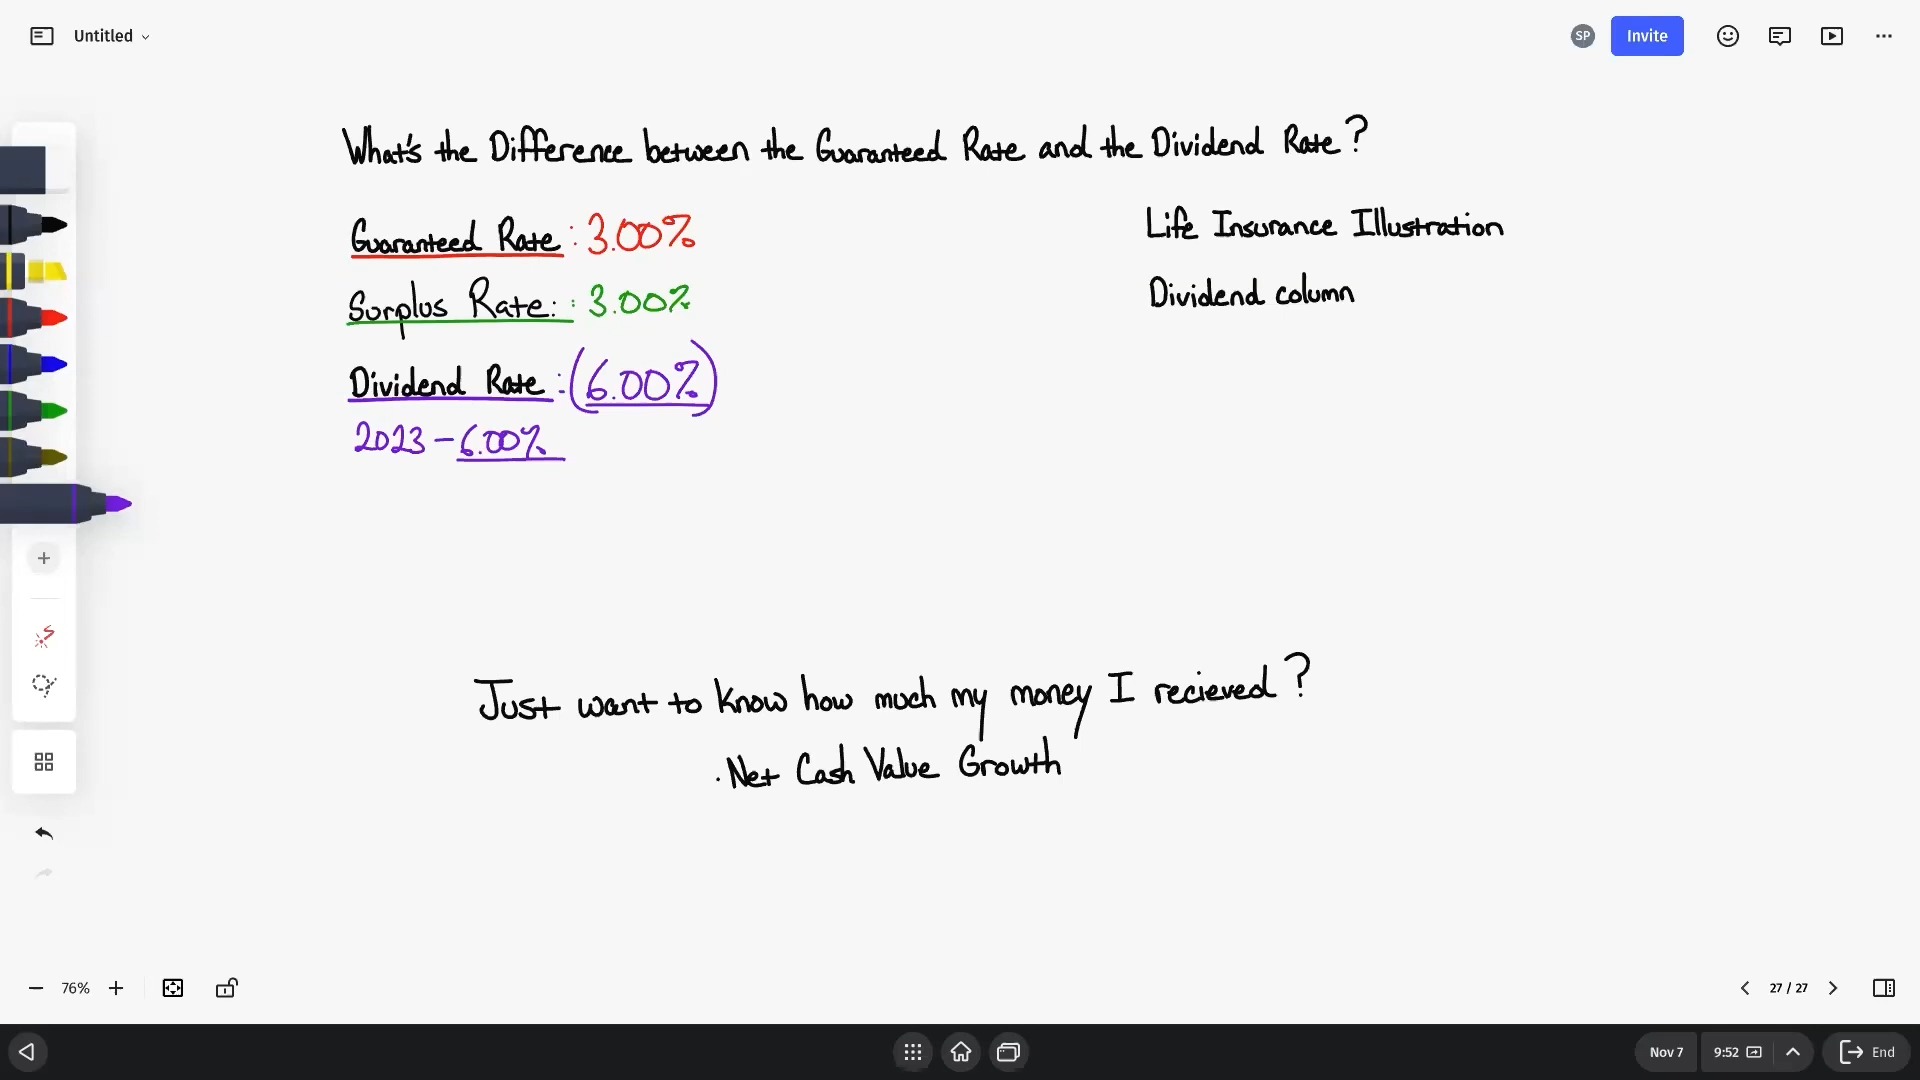 Untitled
SP
Invite
What's the Difference between the Guaranteed Rate and the Dividend Rate?
Guaranteed Rate : 3.00%
Life Insurance Illustration
Surplus Rate: : 3.00%
Dividend column
Dividend Rate : (6.00%)
2023 - 6.00%
Just want to know how much my money I recieved?
· Net Cash Value Growth
76%
27 / 27
Nov 7
9:52
End